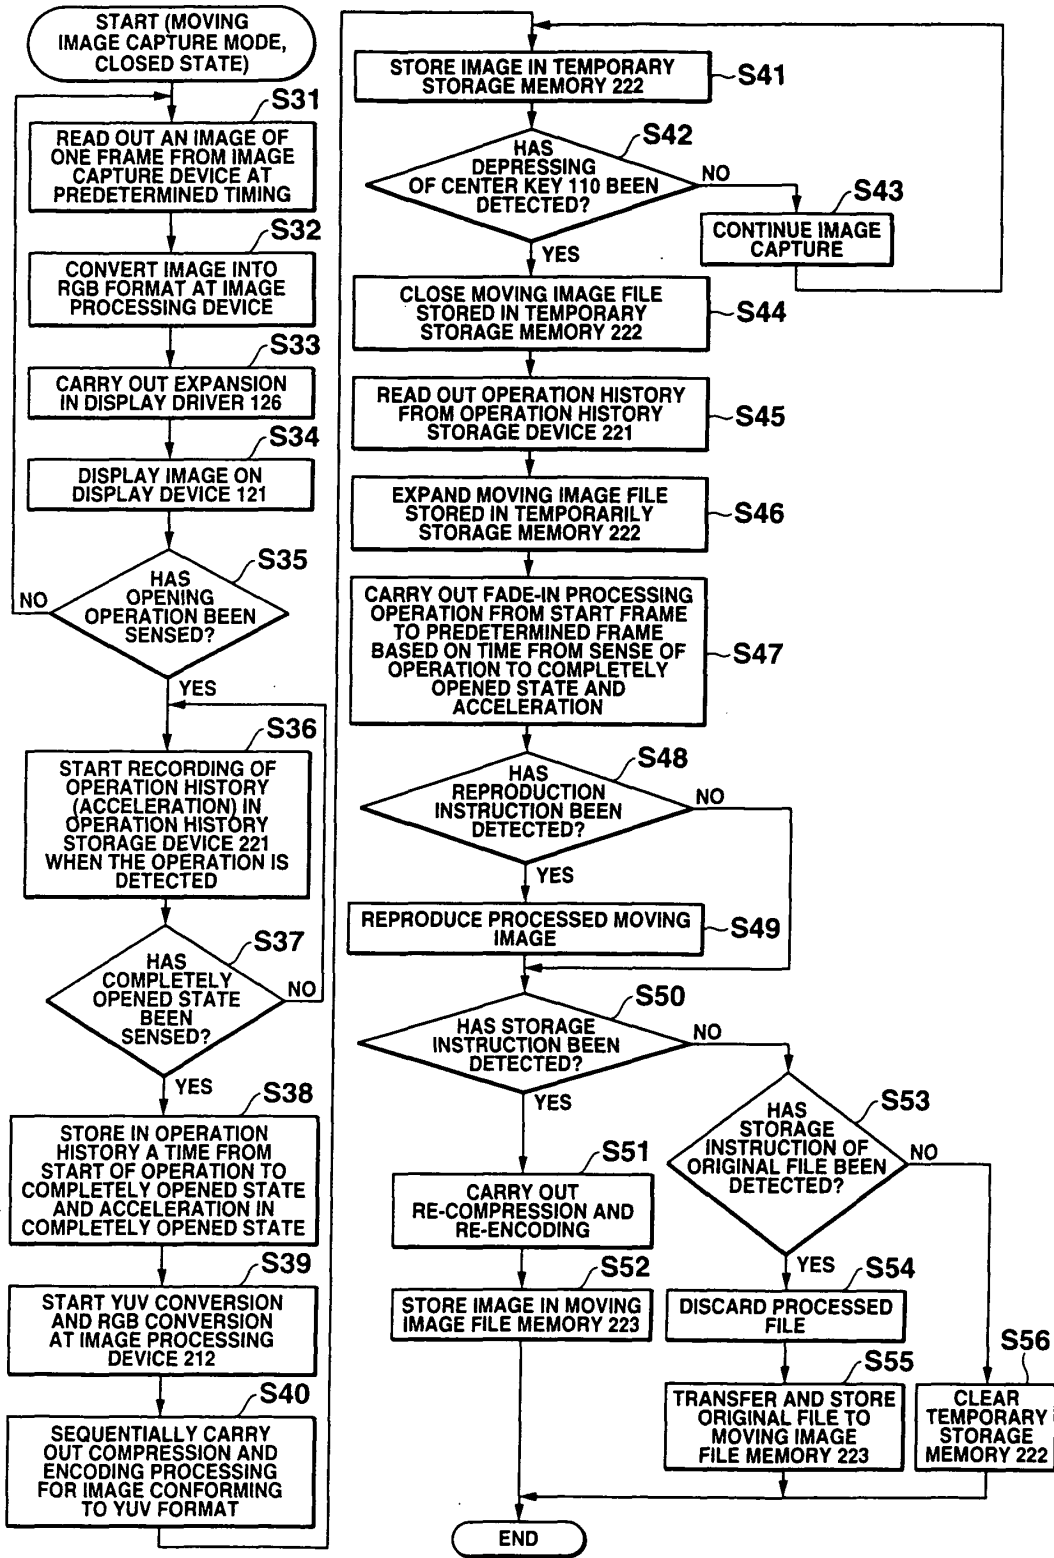 START (MOVING
IMAGE CAPTURE MODE,
CLOSED STATE)
S31
READ OUT AN IMAGE OF
ONE FRAME FROM IMAGE
CAPTURE DEVICE AT
PREDETERMINED TIMING
S32
CONVERT IMAGE INTO
RGB FORMAT AT IMAGE
PROCESSING DEVICE
S33
CARRY OUT EXPANSION
IN DISPLAY DRIVER 126
S34
DISPLAY IMAGE ON
DISPLAY DEVICE 121
S35
HAS
OPENING
OPERATION BEEN
SENSED?
NO
YES
S36
START RECORDING OF
OPERATION HISTORY
(ACCELERATION) IN
OPERATION HISTORY
STORAGE DEVICE 221
WHEN THE OPERATION IS
DETECTED
S37
HAS
COMPLETELY
OPENED STATE
BEEN
SENSED?
NO
YES
S38
STORE IN OPERATION
HISTORY A TIME FROM
START OF OPERATION TO
COMPLETELY OPENED STATE
AND ACCELERATION IN
COMPLETELY OPENED STATE
S39
START YUV CONVERSION
AND RGB CONVERSION
AT IMAGE PROCESSING
DEVICE 212
S40
SEQUENTIALLY CARRY
OUT COMPRESSION AND
ENCODING PROCESSING
FOR IMAGE CONFORMING
TO YUV FORMAT
STORE IMAGE IN TEMPORARY
STORAGE MEMORY 222
S41
S42
HAS
DEPRESSING
OF CENTER KEY 110 BEEN
DETECTED?
NO
YES
S43
CONTINUE IMAGE
CAPTURE
CLOSE MOVING IMAGE FILE
STORED IN TEMPORARY
STORAGE MEMORY 222
S44
READ OUT OPERATION HISTORY
FROM OPERATION HISTORY
STORAGE DEVICE 221
S45
EXPAND MOVING IMAGE FILE
STORED IN TEMPORARILY
STORAGE MEMORY 222
S46
CARRY OUT FADE-IN PROCESSING
OPERATION FROM START FRAME
TO PREDETERMINED FRAME
BASED ON TIME FROM SENSE OF
OPERATION TO COMPLETELY
OPENED STATE AND
ACCELERATION
S47
S48
HAS
REPRODUCTION
INSTRUCTION BEEN
DETECTED?
NO
YES
REPRODUCE PROCESSED MOVING
IMAGE
S49
S50
HAS STORAGE
INSTRUCTION BEEN
DETECTED?
NO
YES
S51
CARRY OUT
RE-COMPRESSION AND
RE-ENCODING
S52
STORE IMAGE IN MOVING
IMAGE FILE MEMORY 223
S53
HAS
STORAGE
INSTRUCTION OF
ORIGINAL FILE BEEN
DETECTED?
NO
YES
S54
DISCARD PROCESSED
FILE
S55
TRANSFER AND STORE
ORIGINAL FILE TO
MOVING IMAGE
FILE MEMORY 223
S56
CLEAR
TEMPORARY
STORAGE
MEMORY 222
END